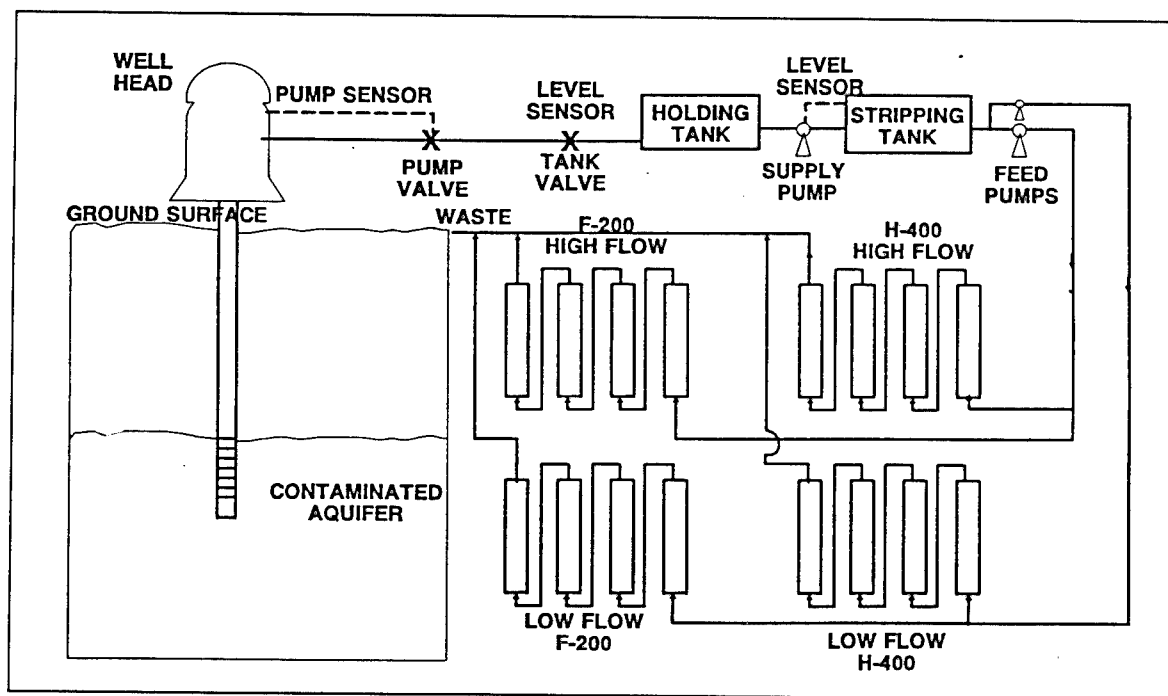 WELL
HEAD
PUMP SENSOR
LEVEL
SENSOR
HOLDING
TANK
LEVEL
SENSOR
STRIPPING
TANK
PUMP
VALVE
TANK
VALVE
SUPPLY
PUMP
FEED
PUMPS
GROUND SURFACE
WASTE
F-200
HIGH FLOW
H-400
HIGH FLOW
CONTAMINATED
AQUIFER
LOW FLOW
F-200
LOW FLOW
H-400